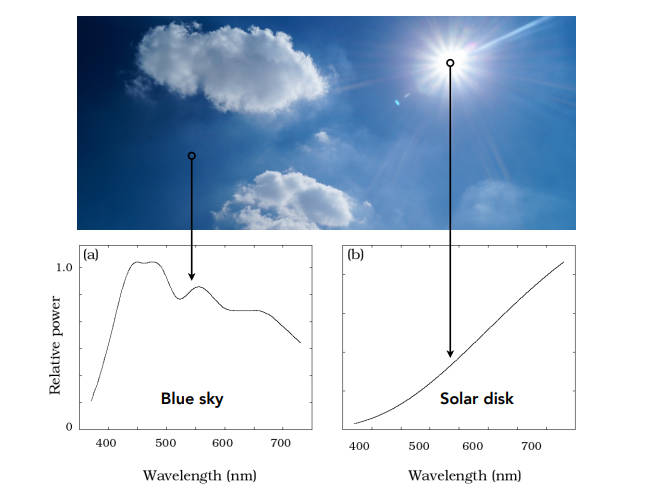 (a)
(b)
1.0
Relative power
0
Blue sky
Solar disk
400 500 600 700
400 500 600 700
Wavelength (nm)
Wavelength (nm)